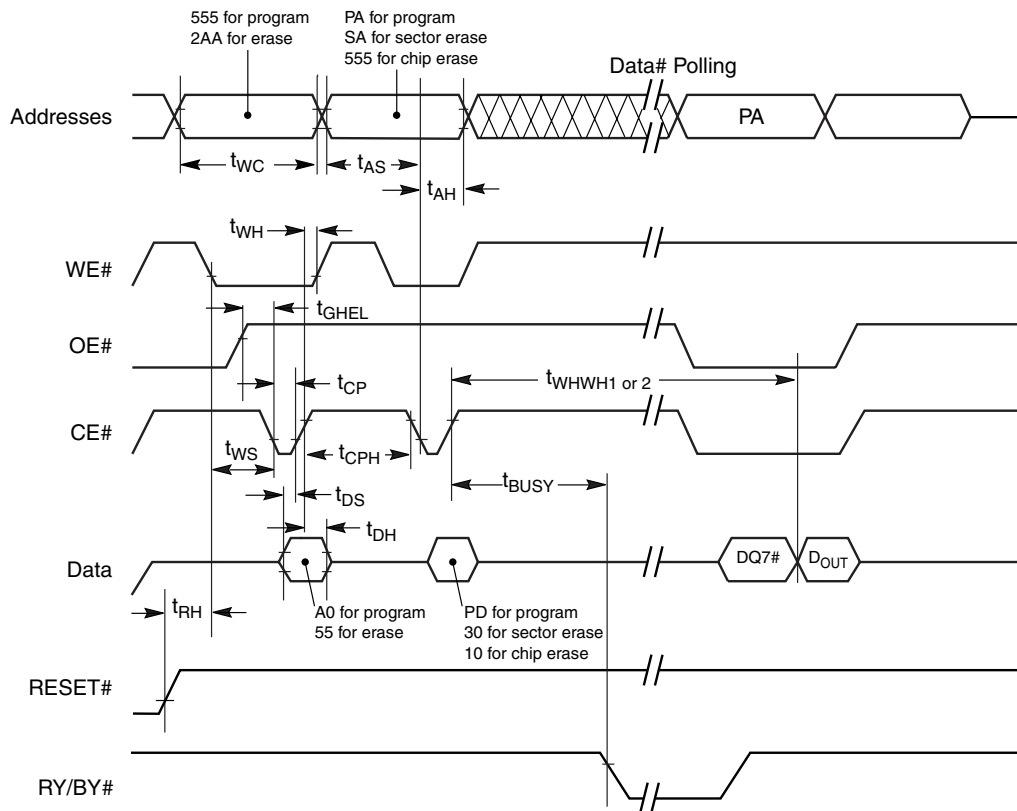 555 for program
2AA for erase
PA for program
SA for sector erase
555 for chip erase
Data# Polling
Addresses
PA
tWC
tAS
tAH
tWH
WE#
tGHEL
OE#
tWHWH1 or 2
tCP
CE#
tWS
tCPH
tBUSY
tDS
tDH
Data
DQ7#
DOUT
tRH
A0 for program
55 for erase
PD for program
30 for sector erase
10 for chip erase
RESET#
RY/BY#